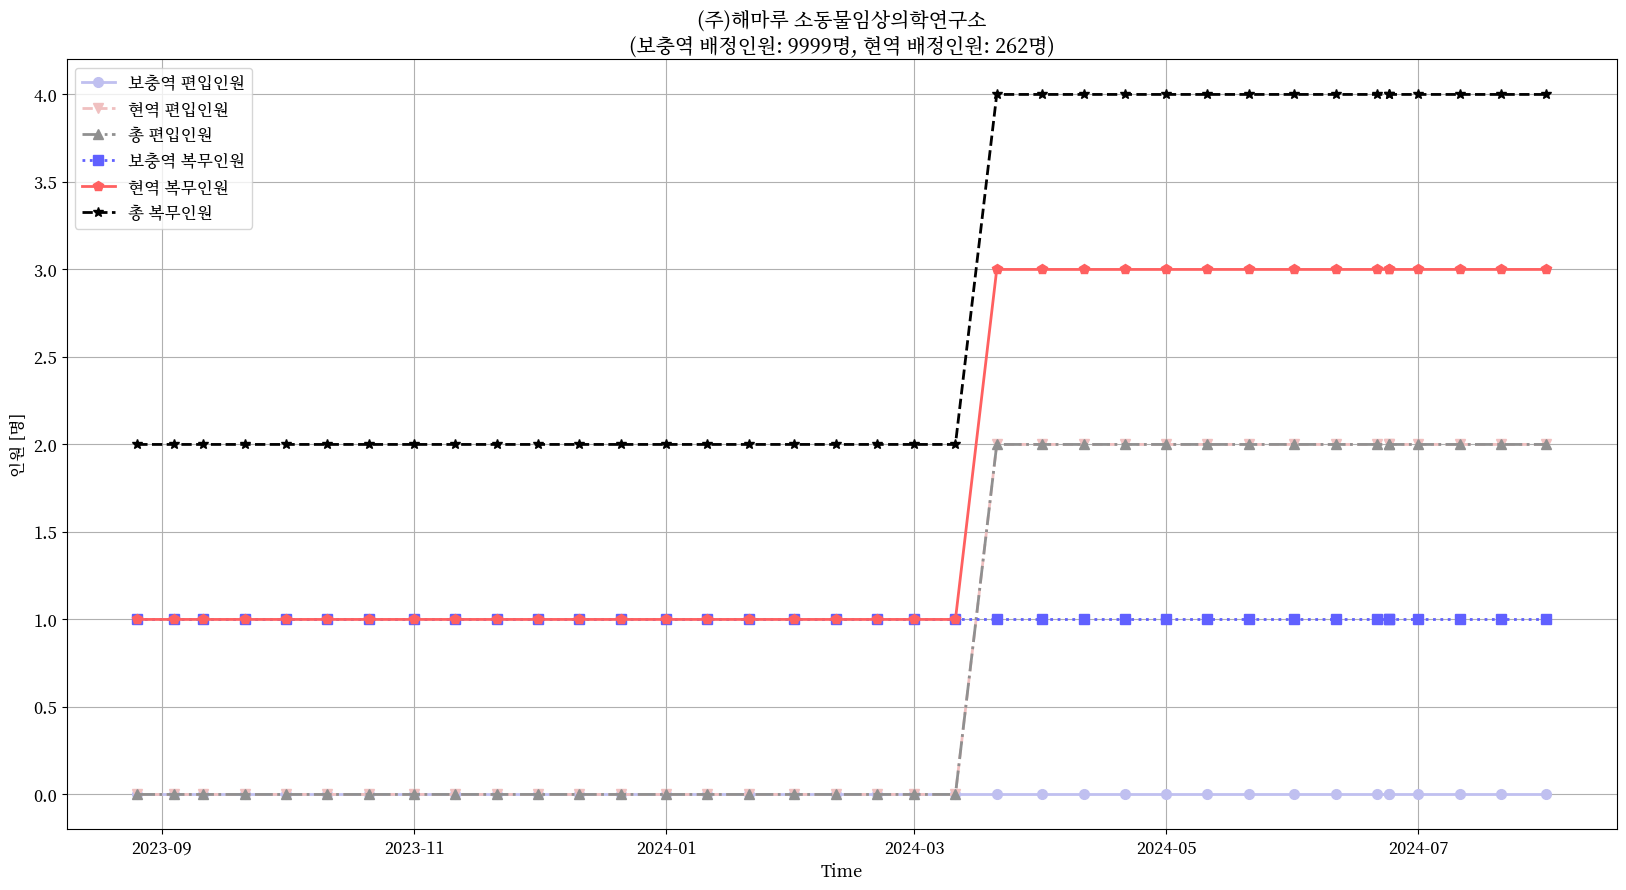 (주)해마루 소동물임상의학연구소
(보충역 배정인원: 9999명, 현역 배정인원: 262명)
보충역 편입인원
현역 편입인원
총 편입인원
보충역 복무인원
현역 복무인원
총 복무인원
인원 [명]
4.0
3.5
3.0
2.5
2.0
1.5
1.0
0.5
0.0
2023-09 2023-11 2024-01 2024-03 2024-05 2024-07
Time